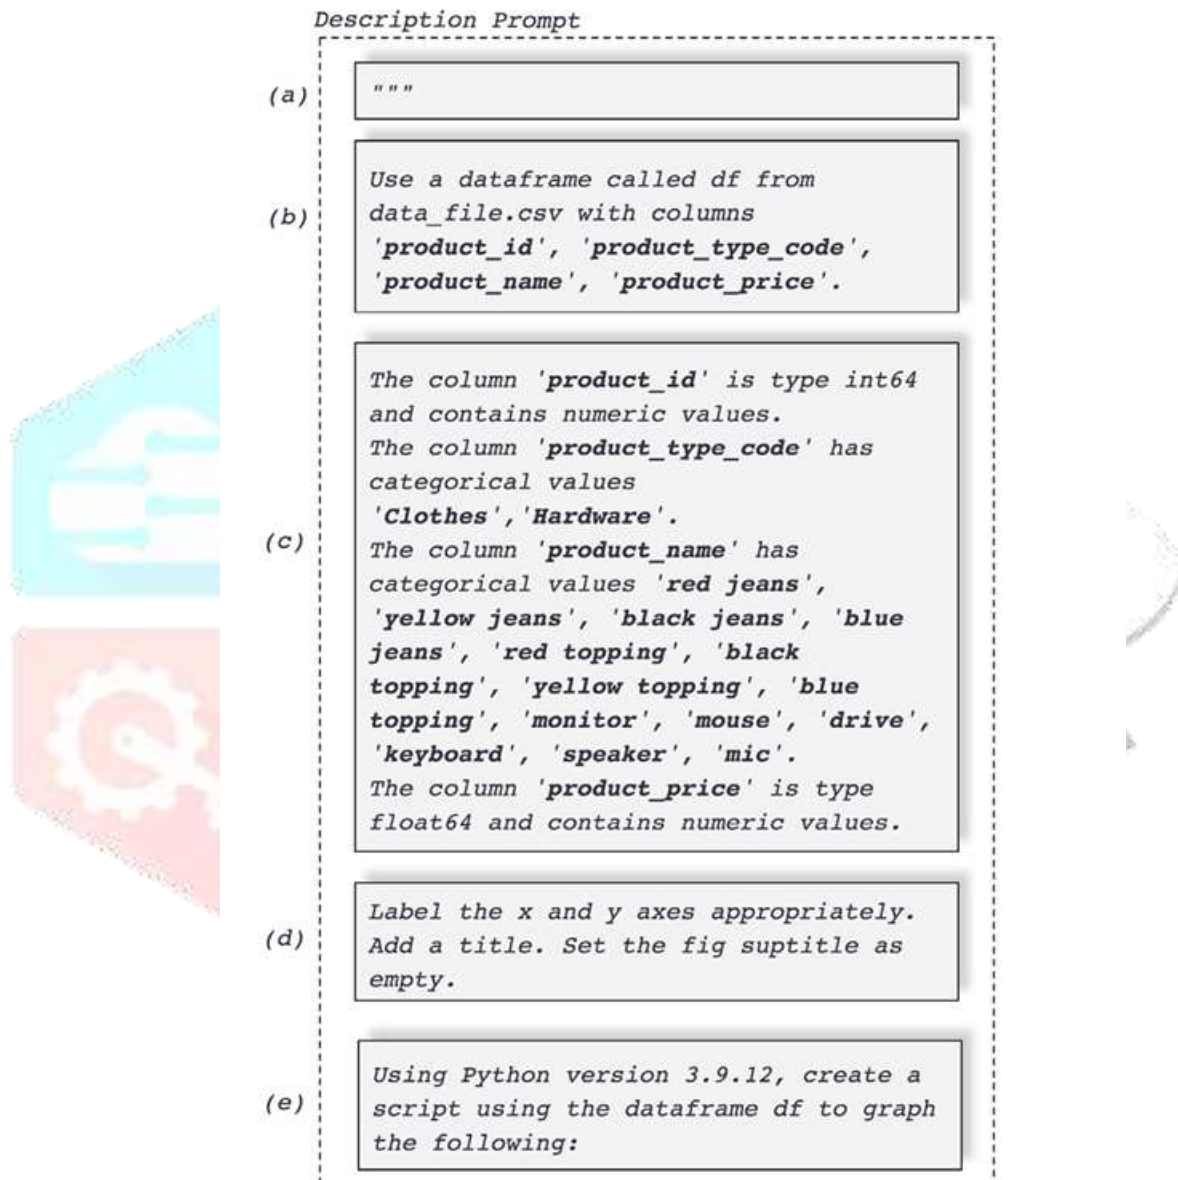 Description Prompt
(a)
"""
(b)
Use a dataframe called df from
data_file.csv with columns
'product_id', 'product_type_code',
'product_name', 'product_price'.
(c)
The column 'product_id' is type int64
and contains numeric values.
The column 'product_type_code' has
categorical values
'Clothes','Hardware'.
The column 'product_name' has
categorical values 'red jeans',
'yellow jeans', 'black jeans', 'blue
jeans', 'red topping', 'black
topping', 'yellow topping', 'blue
topping', 'monitor', 'mouse', 'drive',
'keyboard', 'speaker', 'mic'.
The column 'product_price' is type
float64 and contains numeric values.
(d)
Label the x and y axes appropriately.
Add a title. Set the fig suptitle as
empty.
(e)
Using Python version 3.9.12, create a
script using the dataframe df to graph
the following: